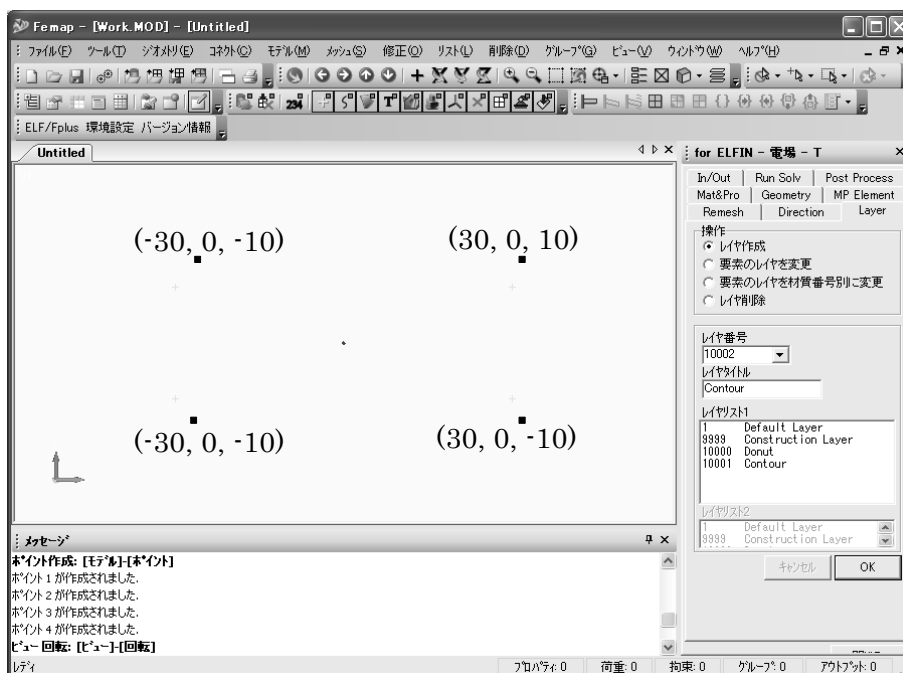 Femap - [Work.MOD] - [Untitled]
ファイル(F) ツール(T) ジオメトリ(E) コネクト(C) モデル(M) メッシュ(S) 修正(O) リスト(L) 削除(D) グループ(G) ビュー(V) ウィンドウ(W) ヘルプ(H)
ELF/Fplus 環境設定 バージョン情報
Untitled
(-30, 0, -10)
(30, 0, 10)
(-30, 0, -10)
(30, 0, -10)
for ELFIN - 電場 - T
In/Out Run Solv Post Process
Mat&Pro Geometry MP Element
Remesh Direction Layer
操作
レイヤ作成
要素のレイヤを変更
要素のレイヤを材質番号別に変更
レイヤ削除
レイヤ番号
10002
レイヤタイトル
Contour
レイヤリスト1
1 Default Layer
9999 Construction Layer
10000 Donut
10001 Contour
レイヤリスト2
1 Default Layer
9999 Construction Layer
キャンセル OK
メッセージ
ポイント作成: [モデル]-[ポイント]
ポイント 1 が作成されました.
ポイント 2 が作成されました.
ポイント 3 が作成されました.
ポイント 4 が作成されました.
ビュー 回転: [ビュー]-[回転]
レディ プロパティ: 0 荷重: 0 拘束: 0 グループ: 0 アウトプット: 0